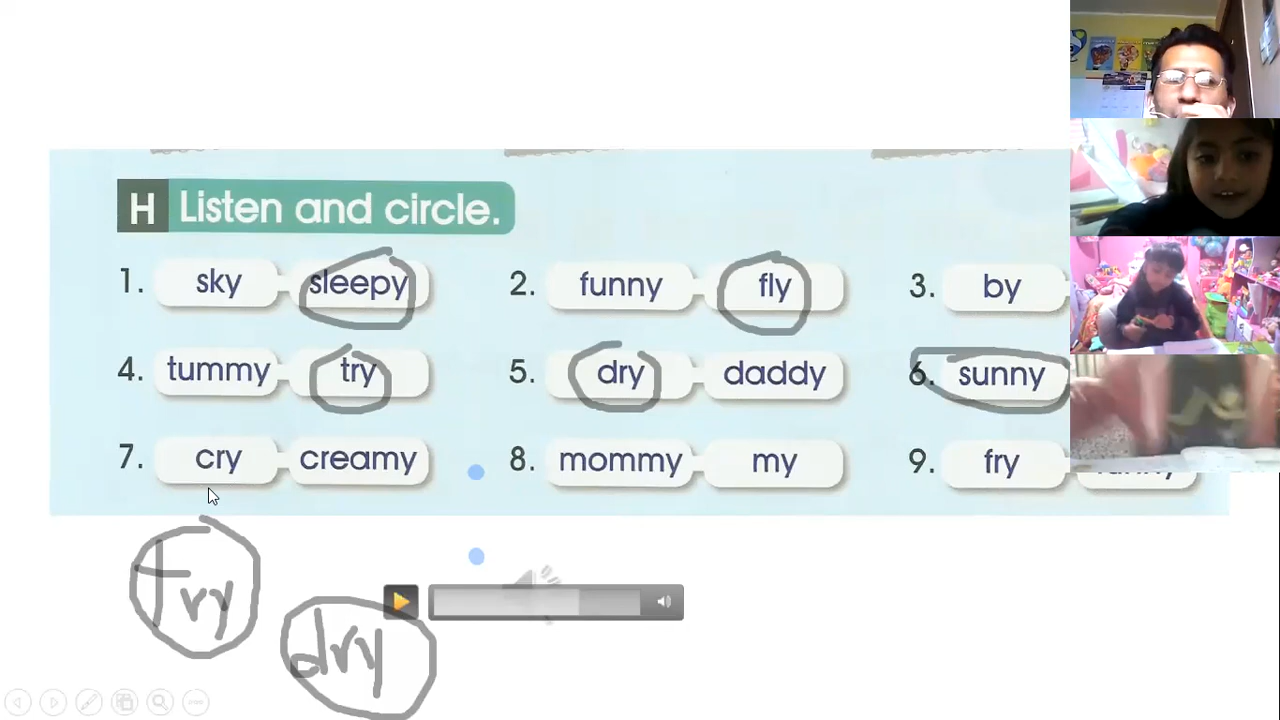 H Listen and circle.
1. sky sleepy 2. funny fly 3. by
4. tummy try 5. dry daddy 6. sunny
7. cry creamy 8. mommy my 9. fry
try
dry